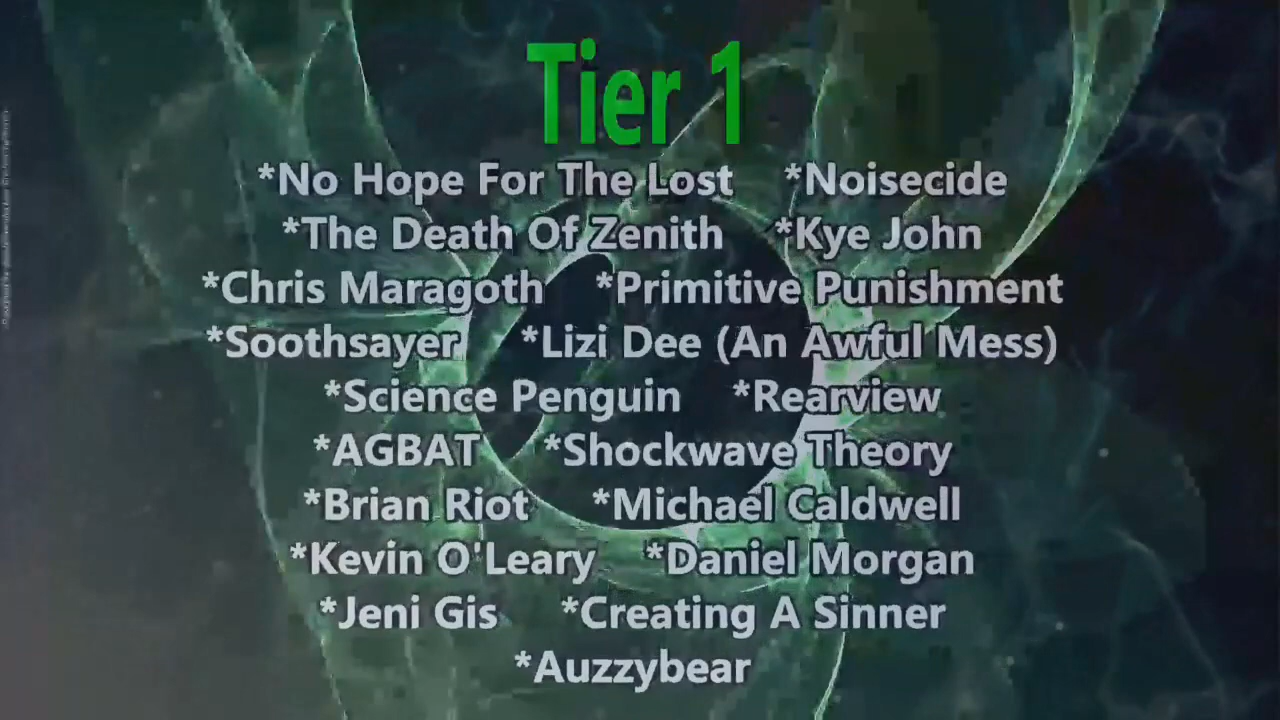 Tier 1
*No Hope For The Lost *Noisecide
*The Death Of Zenith *Kye John
*Chris Maragoth *Primitive Punishment
*Soothsayer *Lizi Dee (An Awful Mess)
*Science Penguin *Rearview
*AGBAT *Shockwave Theory
*Brian Riot *Michael Caldwell
*Kevin O'Leary *Daniel Morgan
*Jeni Gis *Creating A Sinner
*Auzzybear